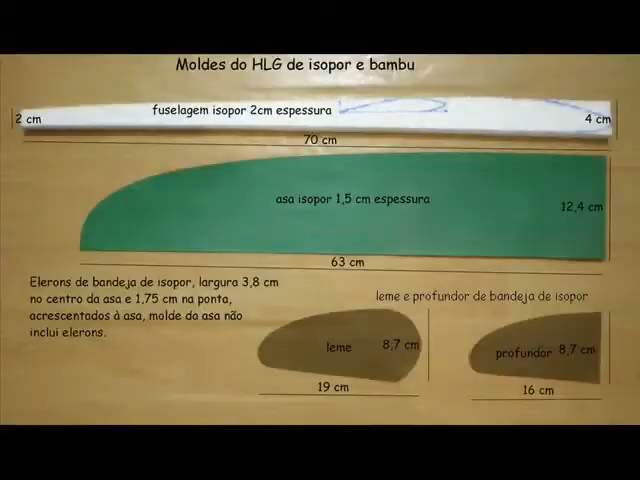 Moldes do HLG de isopor e bambu
fuselagem isopor 2cm espessura
2 cm
4 cm
70 cm
asa isopor 1,5 cm espessura
12,4 cm
63 cm
Elerons de bandeja de isopor, largura 3,8 cm
no centro da asa e 1,75 cm na ponta,
acrescentados à asa, molde da asa não
inclui elerons.
leme e profundor de bandeja de isopor
leme
8,7 cm
19 cm
profundor
8,7 cm
16 cm